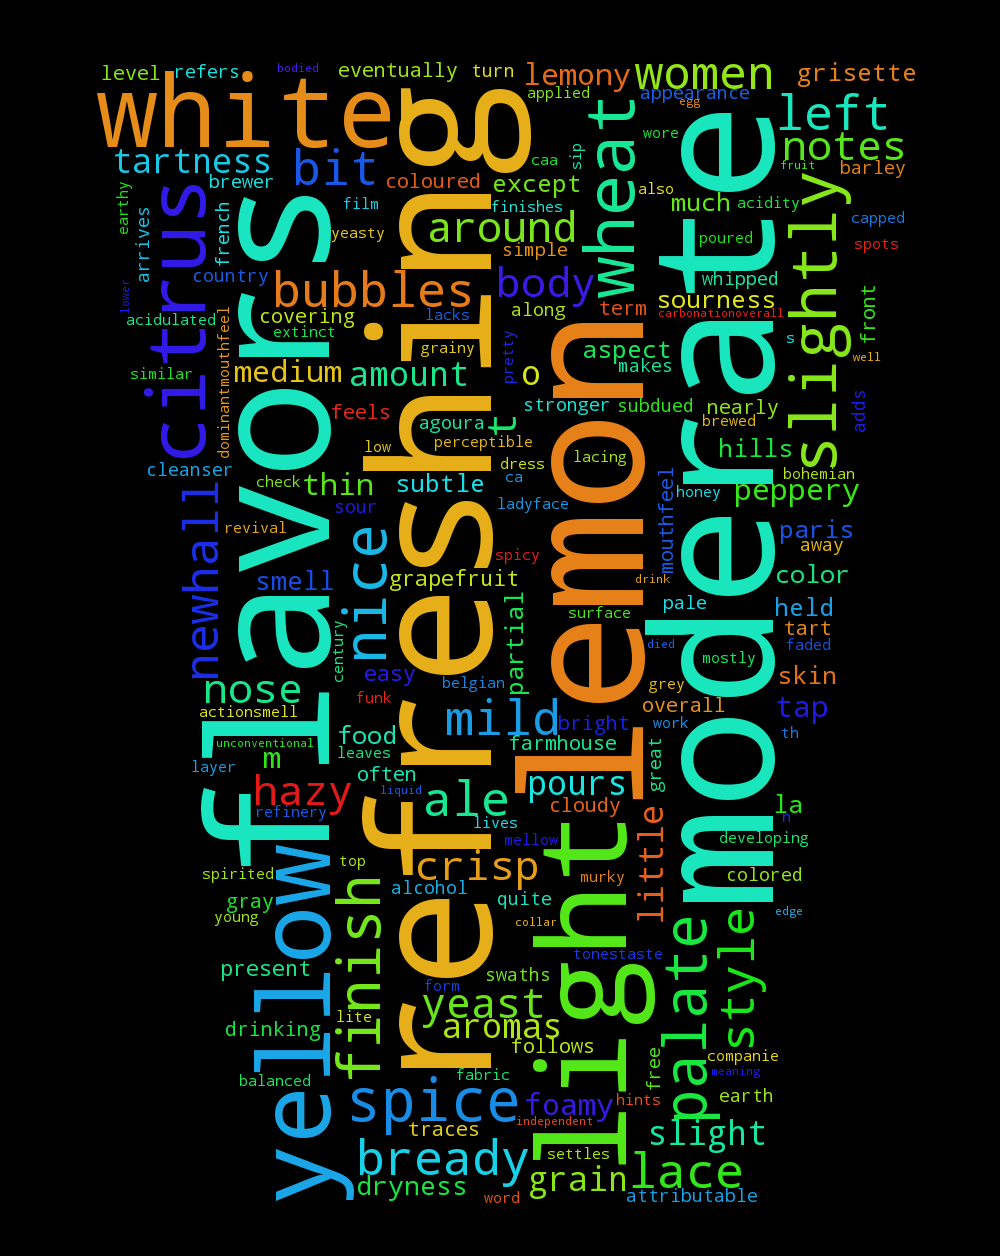 level
refers
bodied
eventually
turn
lemony
women
grisette
white
applied
appearance
egg
left
refreshing
moderate
wheat
wore
notes
tartness
brewer
bit
coloured
except
caa
sip
also
much
acidity
fruit
barley
earthy
arrives
citrus
french
flavors
film
yeasty
finishes
around
simple
poured
slightly
capped
spots
country
bubbles
body
whipped
lower
acidulated
covering
extinct
lacks
along
term
sourness
carbonationoverall
front
dominantmouthfeel
grainy
pretty
lemon
aspect
makes
s
well
similar
medium
amount
o
feels
stronger
subdued
nearly
adds
agoura
t
brewed
low
perceptible
hills
cleanser
check
thin
subtle
dress
lacing
ca
mouthfeel
honey
bohemian
peppery
newhall
sour
ladyface
revival
nice
paris
away
spicy
smell
grapefruit
drink
color
century
partial
surface
pale
held
tart
died
faded
mostly
easy
belgian
funk
nose
grey
skin
actionsmell
overall
tap
mild
bright
work
th
unconventional
m
food
leaves
farmhouse
great
layer
often
hazy
pours
liquid
refinery
ale
cloudy
la
n
lives
little
mellow
developing
light
yellow
top
crisp
murky
spirited
alcohol
colored
gray
young
finish
quite
collar
edge
palate
style
tonestaste
present
swaths
form
yeast
lite
drinking
aromas
follows
free
companie
meaning
balanced
fabric
spice
foamy
hints
earth
independent
traces
slight
bready
settles
dryness
grain
lace
word
attributable